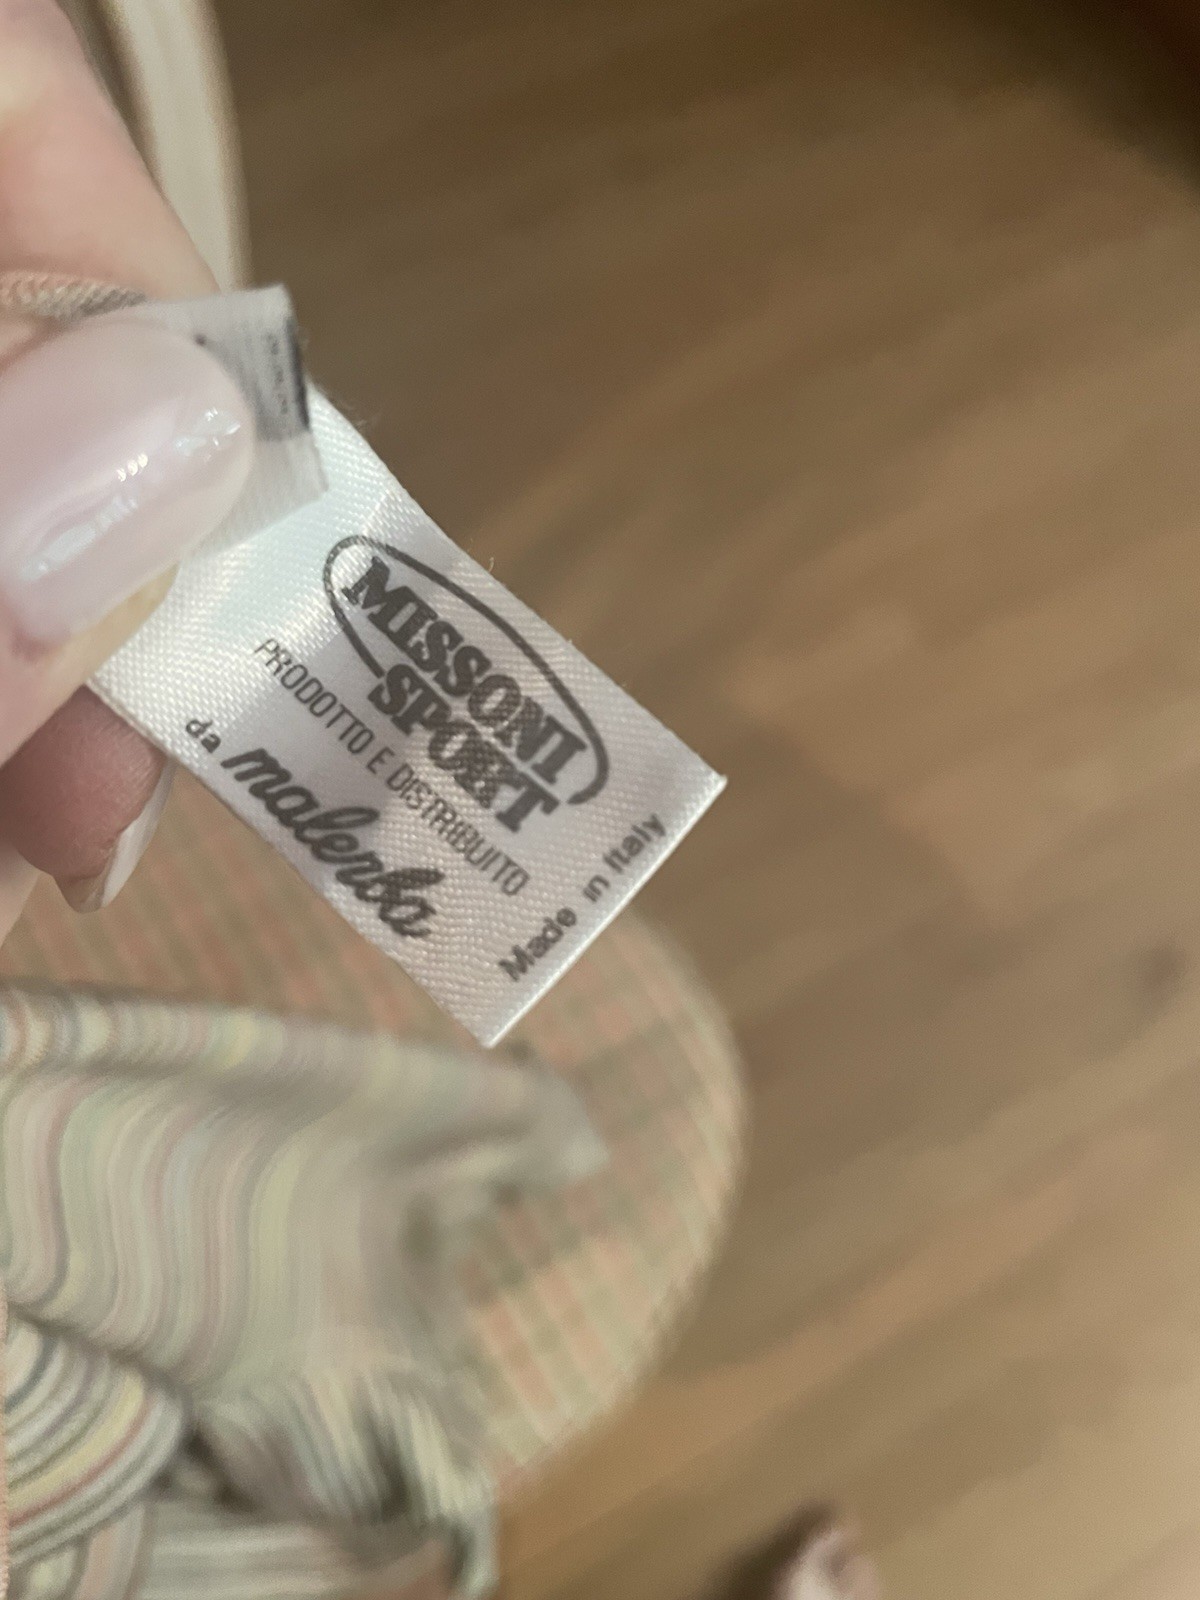 MISSONI
SPORT
PRODOTTO E DISTRIBUITO
da malerba
Made in Italy